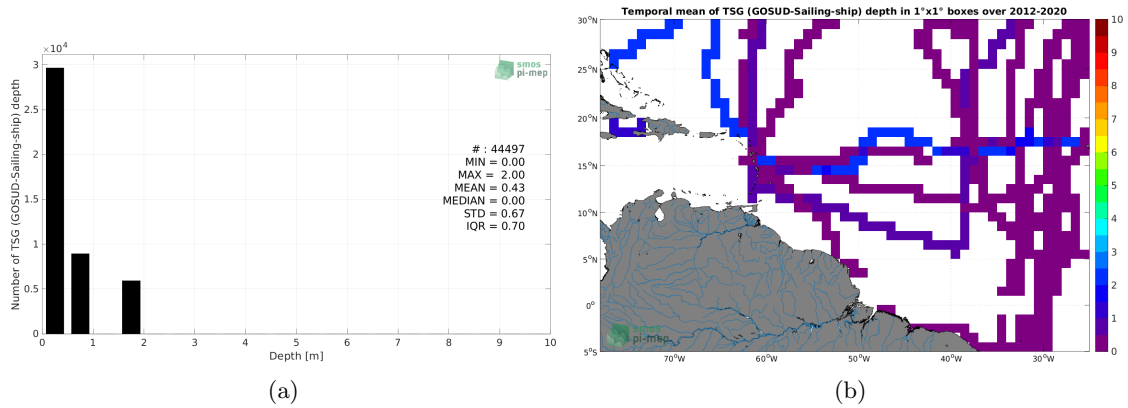 ×10⁴
3
2.5
2
1.5
1
0.5
0
0
1
2
3
4
5
6
7
8
9
10
Number of TSG (GOSUD-Sailing-ship) depth
Depth [m]
smos
pi-mep
# : 44497
MIN = 0.00
MAX = 2.00
MEAN = 0.43
MEDIAN = 0.00
STD = 0.67
IQR = 0.70
(a)
Temporal mean of TSG (GOSUD-Sailing-ship) depth in 1°x1° boxes over 2012-2020
30°N
25°N
20°N
15°N
10°N
5°N
0°
5°S
70°W
60°W
50°W
40°W
30°W
smos
pi-mep
10
9
8
7
6
5
4
3
2
1
0
(b)